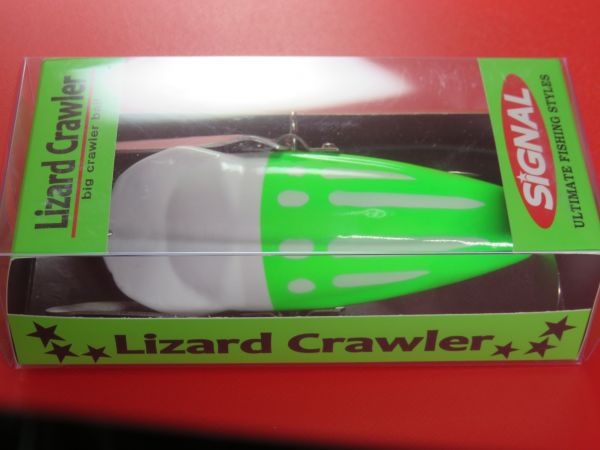 Lizard Crawler
big crawler bait
SIGNAL
ULTIMATE FISHING STYLES
Lizard Crawler